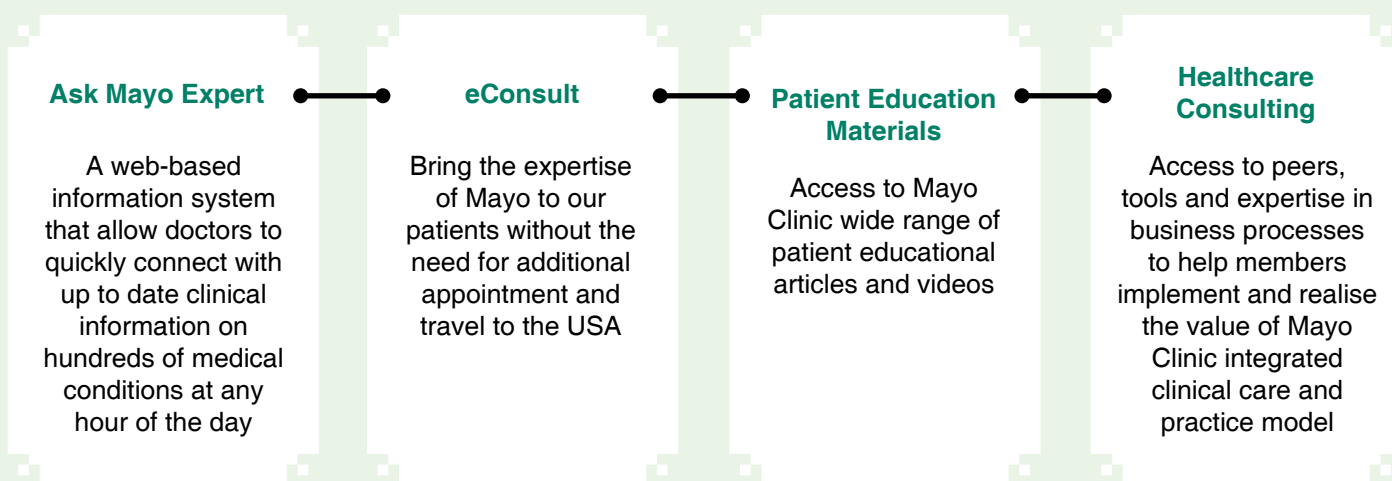 Ask Mayo Expert
A web-based
information system
that allow doctors to
quickly connect with
up to date clinical
information on
hundreds of medical
conditions at any
hour of the day
eConsult
Bring the expertise
of Mayo to our
patients without the
need for additional
appointment and
travel to the USA
Patient Education
Materials
Access to Mayo
Clinic wide range of
patient educational
articles and videos
Healthcare
Consulting
Access to peers,
tools and expertise in
business processes
to help members
implement and realise
the value of Mayo
Clinic integrated
clinical care and
practice model